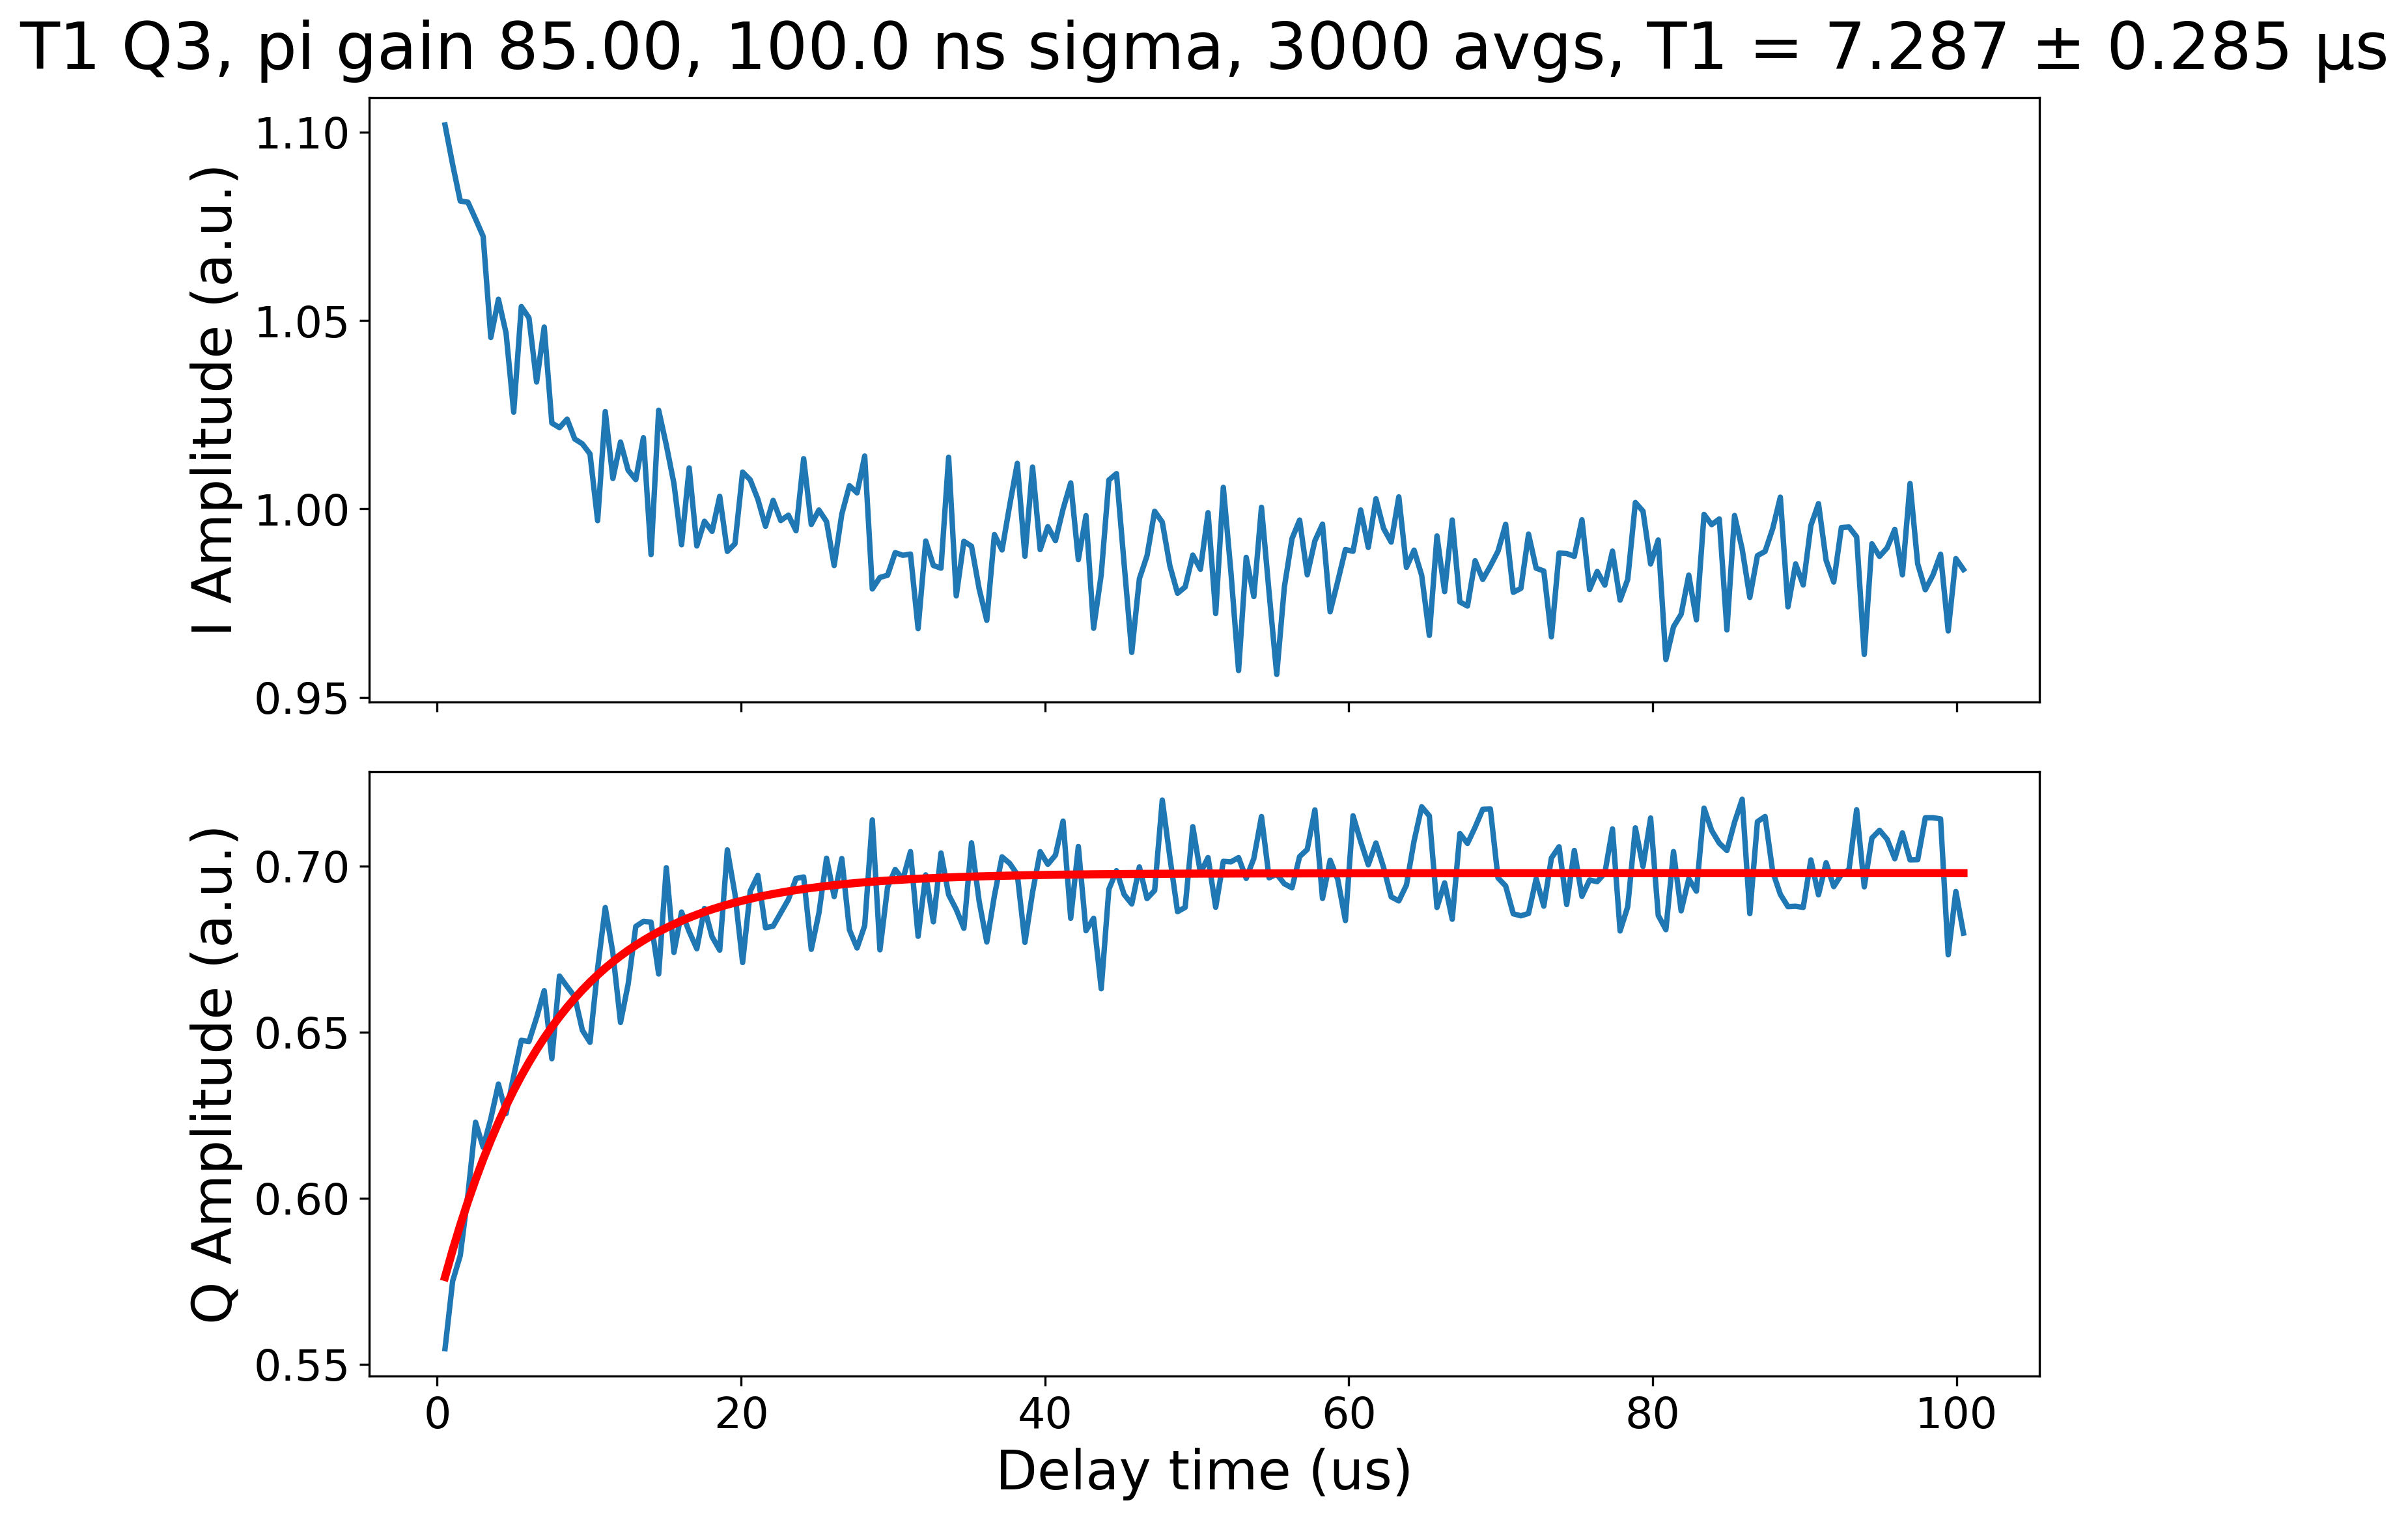 T1 Q3, pi gain 85.00, 100.0 ns sigma, 3000 avgs, T1 = 7.287 ± 0.285 µs
1.10
1.05
1.00
0.95
I Amplitude (a.u.)
0.70
0.65
0.60
0.55
Q Amplitude (a.u.)
0 20 40 60 80 100
Delay time (us)